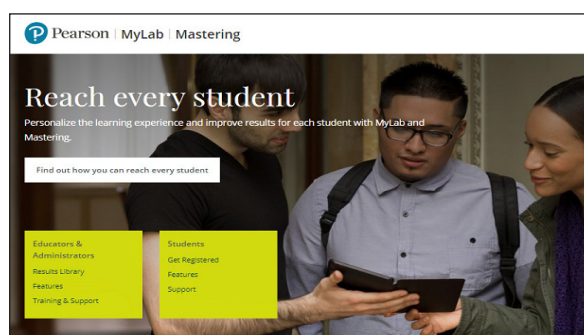 Pearson | MyLab | Mastering
Reach every student
Personalize the learning experience and improve results for each student with MyLab and
Mastering.
Find out how you can reach every student
Educators &
Administrators
Results Library
Features
Training & Support
Students
Get Registered
Features
Support